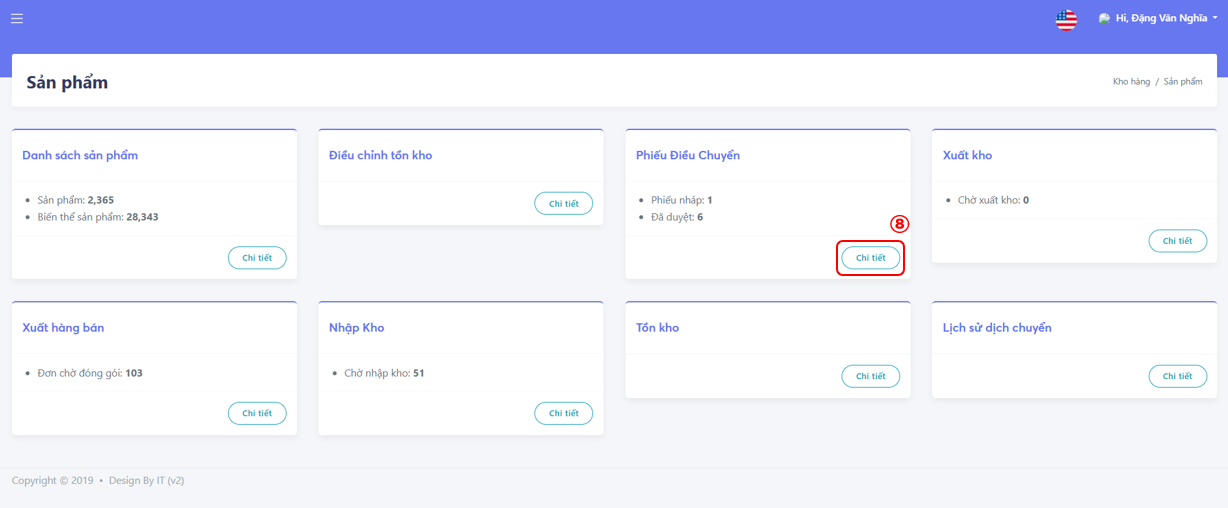 Hi, Đặng Văn Nghĩa
Sản phẩm
Kho hàng / Sản phẩm
Danh sách sản phẩm
• Sản phẩm: 2,365
• Biến thể sản phẩm: 28,343
Chi tiết
Điều chỉnh tồn kho
Chi tiết
Phiếu Điều Chuyển
• Phiếu nháp: 1
• Đã duyệt: 6
⑧
Chi tiết
Xuất kho
• Chờ xuất kho: 0
Chi tiết
Xuất hàng bán
• Đơn chờ đóng gói: 103
Chi tiết
Nhập Kho
• Chờ nhập kho: 51
Chi tiết
Tồn kho
Chi tiết
Lịch sử dịch chuyển
Chi tiết
Copyright © 2019 • Design By IT (v2)